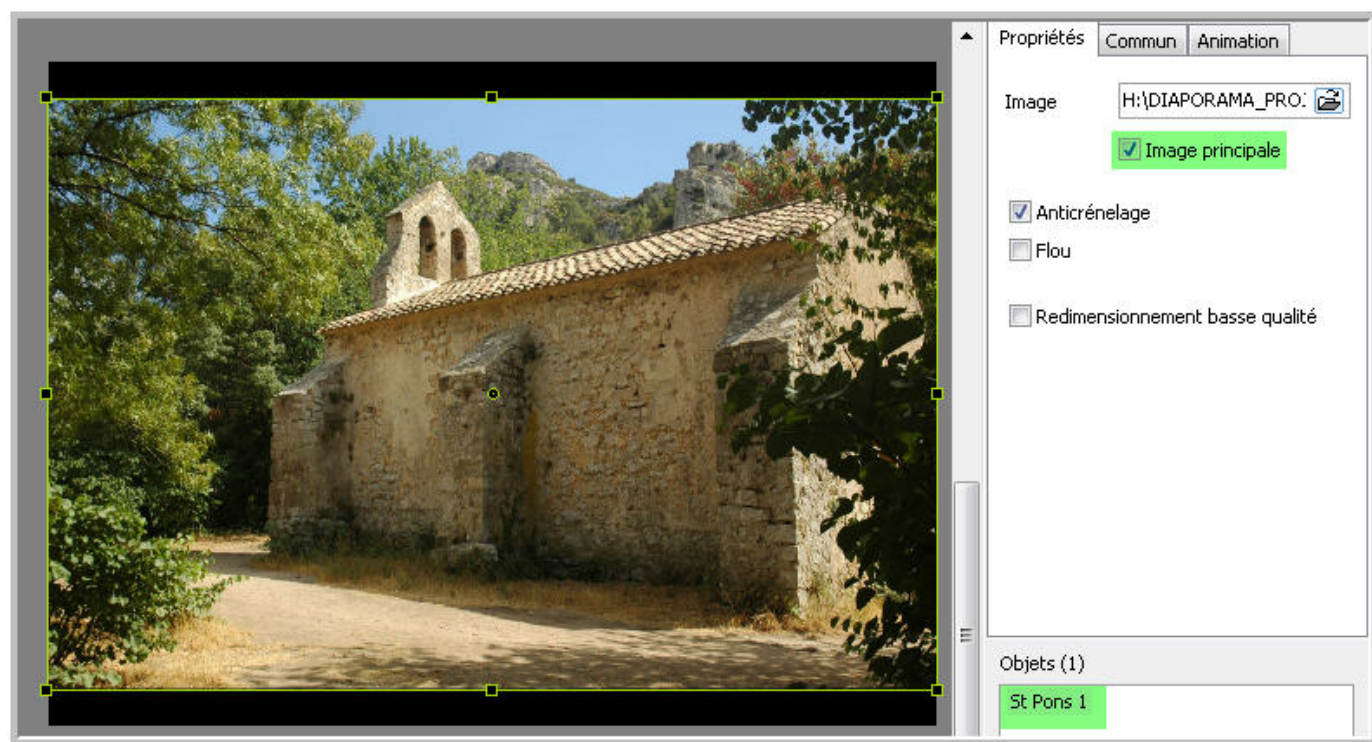 Propriétés Commun Animation
Image H:\DIAPORAMA_PRO
Image principale
Anticrénelage
Flou
Redimensionnement basse qualité
Objets (1)
St Pons 1